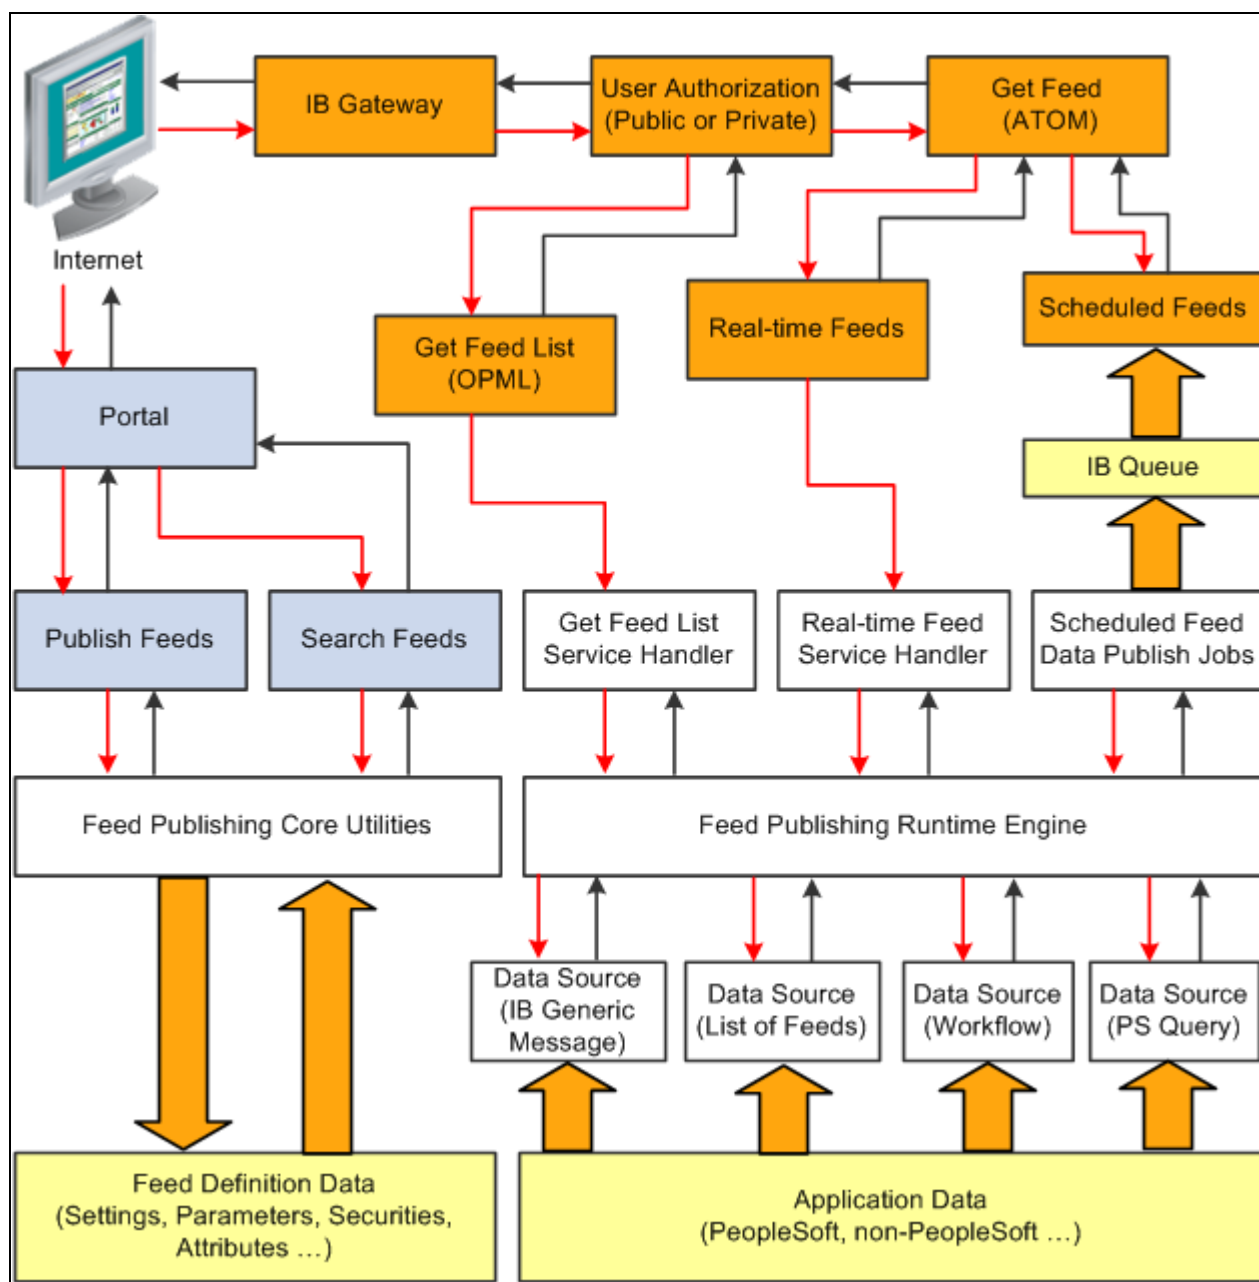 IB Gateway
User Authorization
(Public or Private)
Get Feed
(ATOM)
Internet
Get Feed List
(OPML)
Real-time Feeds
Scheduled Feeds
Portal
IB Queue
Publish Feeds
Search Feeds
Get Feed List
Service Handler
Real-time Feed
Service Handler
Scheduled Feed
Data Publish Jobs
Feed Publishing Core Utilities
Feed Publishing Runtime Engine
Data Source
(IB Generic
Message)
Data Source
(List of Feeds)
Data Source
(Workflow)
Data Source
(PS Query)
Feed Definition Data
(Settings, Parameters, Securities,
Attributes ...)
Application Data
(PeopleSoft, non-PeopleSoft ...)